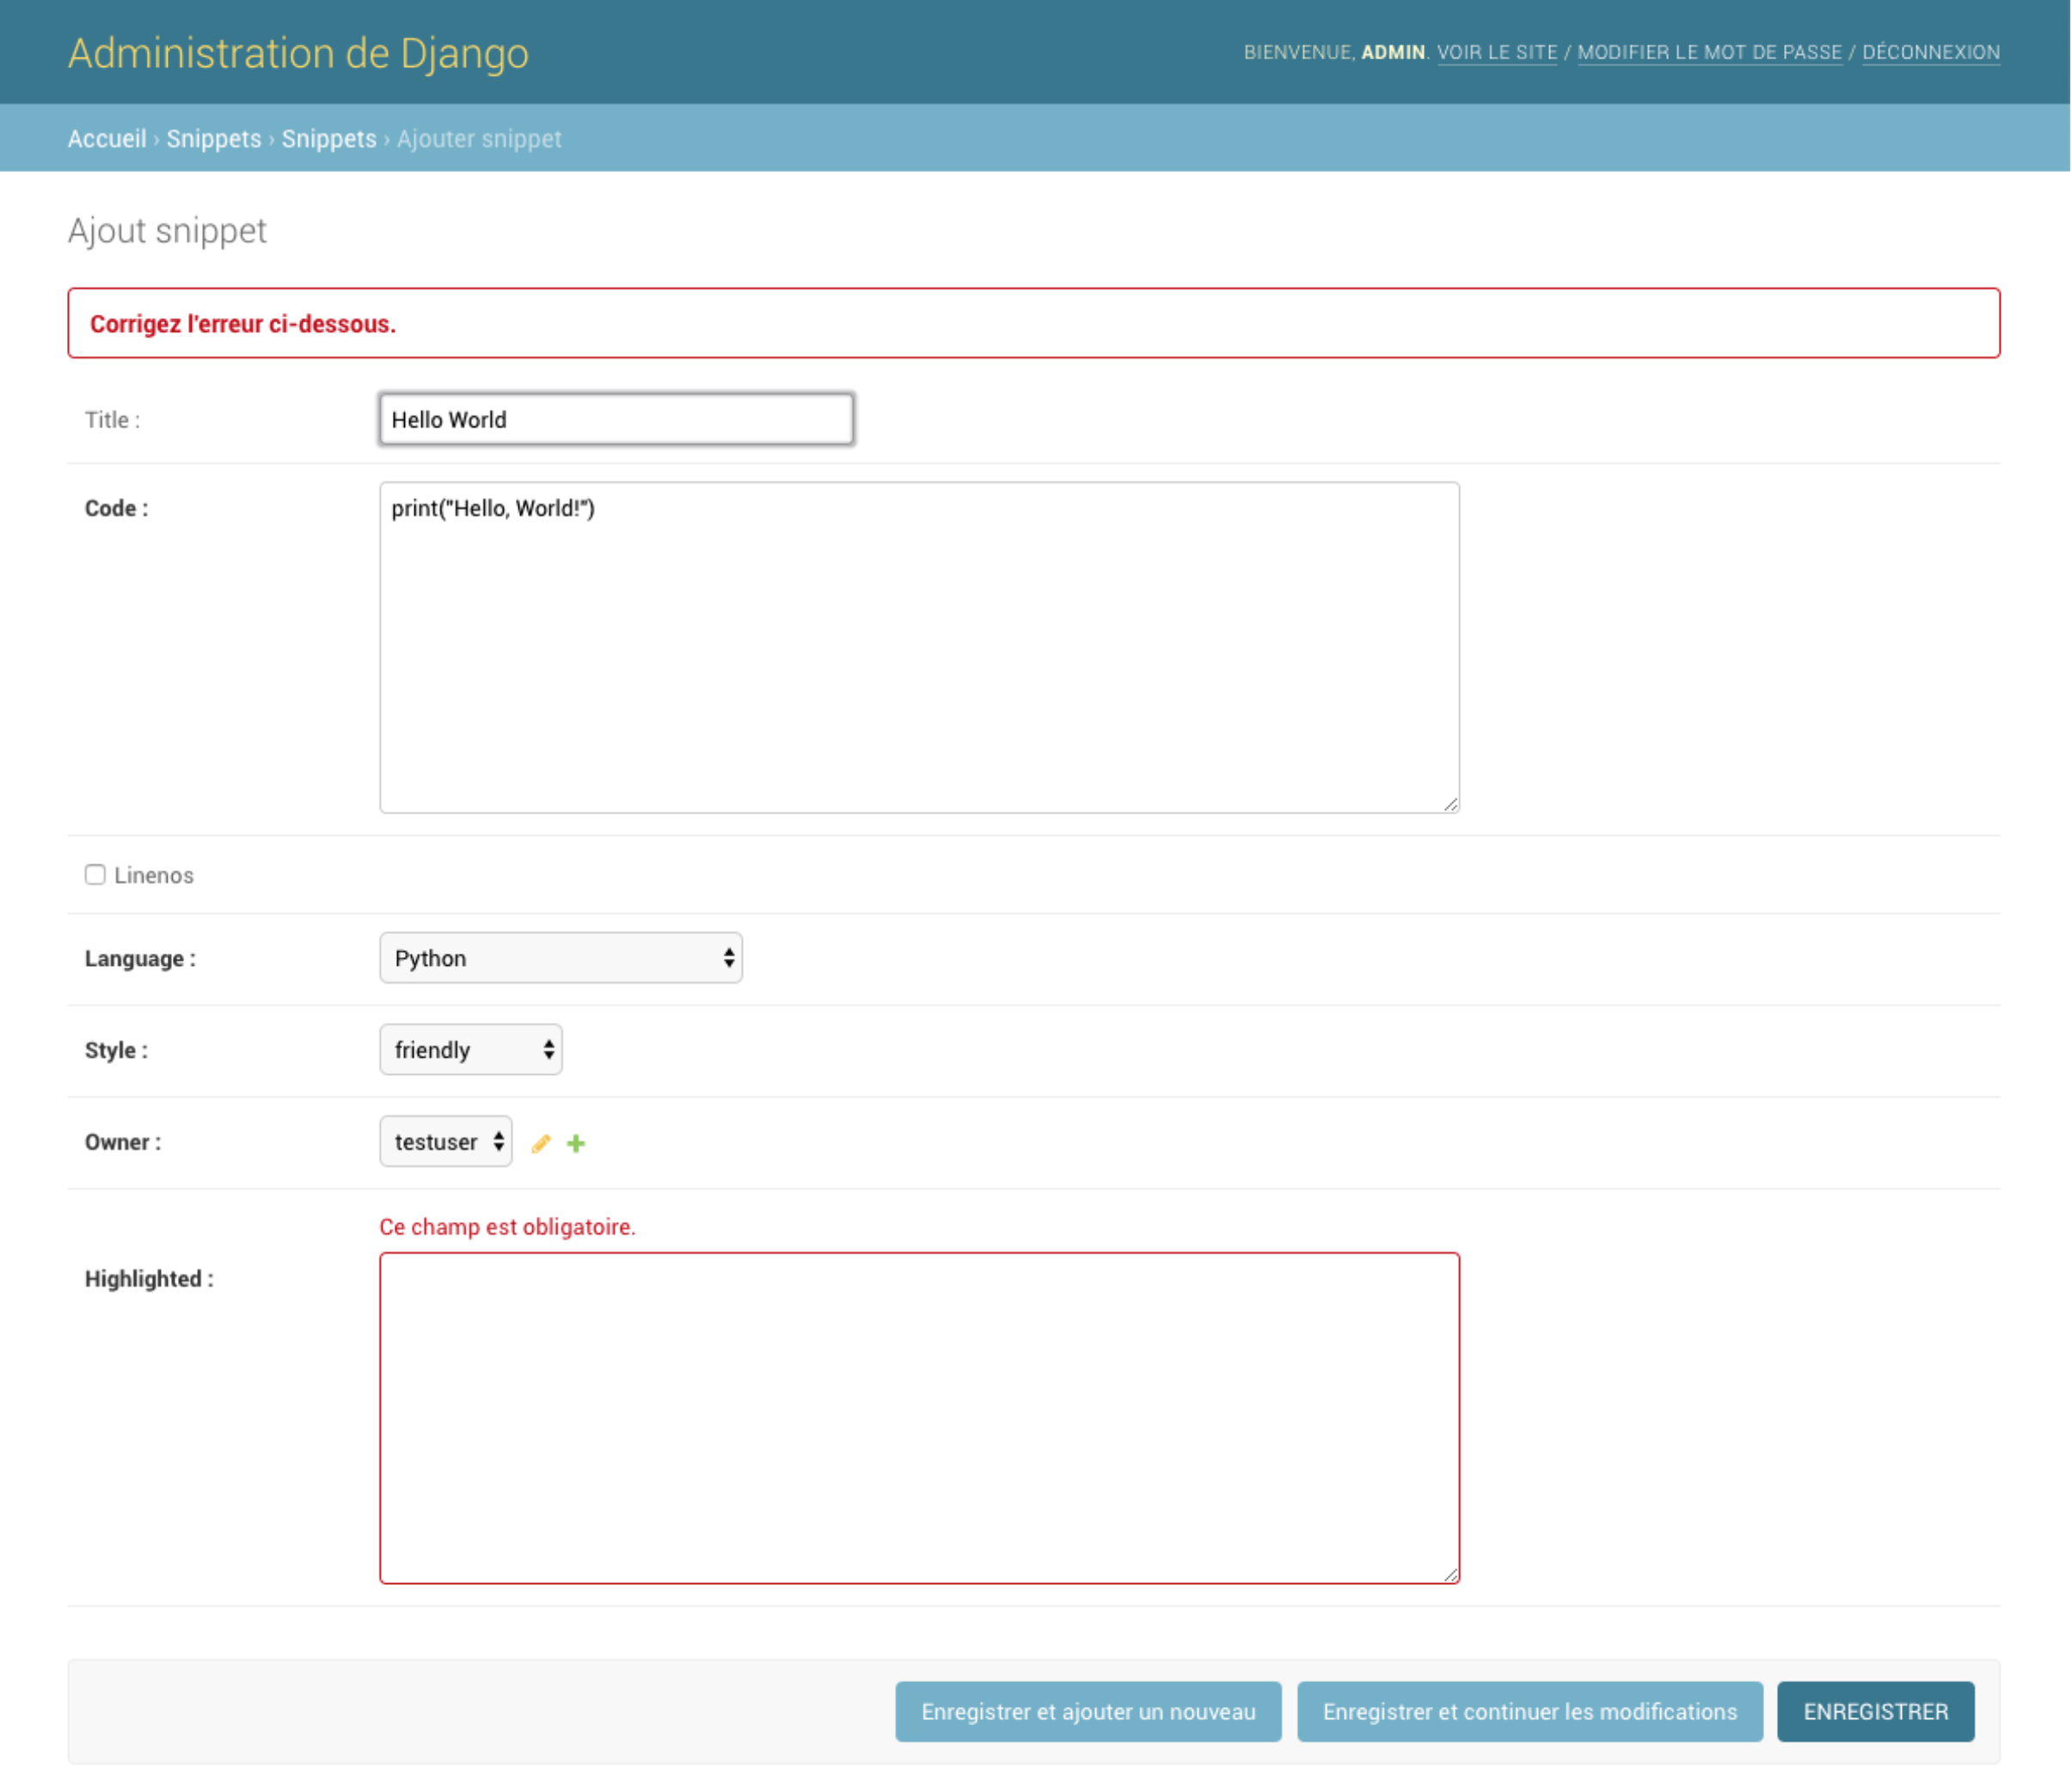 Administration de Django
BIENVENUE, ADMIN. VOIR LE SITE / MODIFIER LE MOT DE PASSE / DÉCONNEXION
Accueil › Snippets › Snippets › Ajouter snippet
Ajout snippet
Corrigez l'erreur ci-dessous.
Title :
Hello World
Code :
print("Hello, World!")
Linenos
Language :
Python
Style :
friendly
Owner :
testuser
Ce champ est obligatoire.
Highlighted :
Enregistrer et ajouter un nouveau
Enregistrer et continuer les modifications
ENREGISTRER